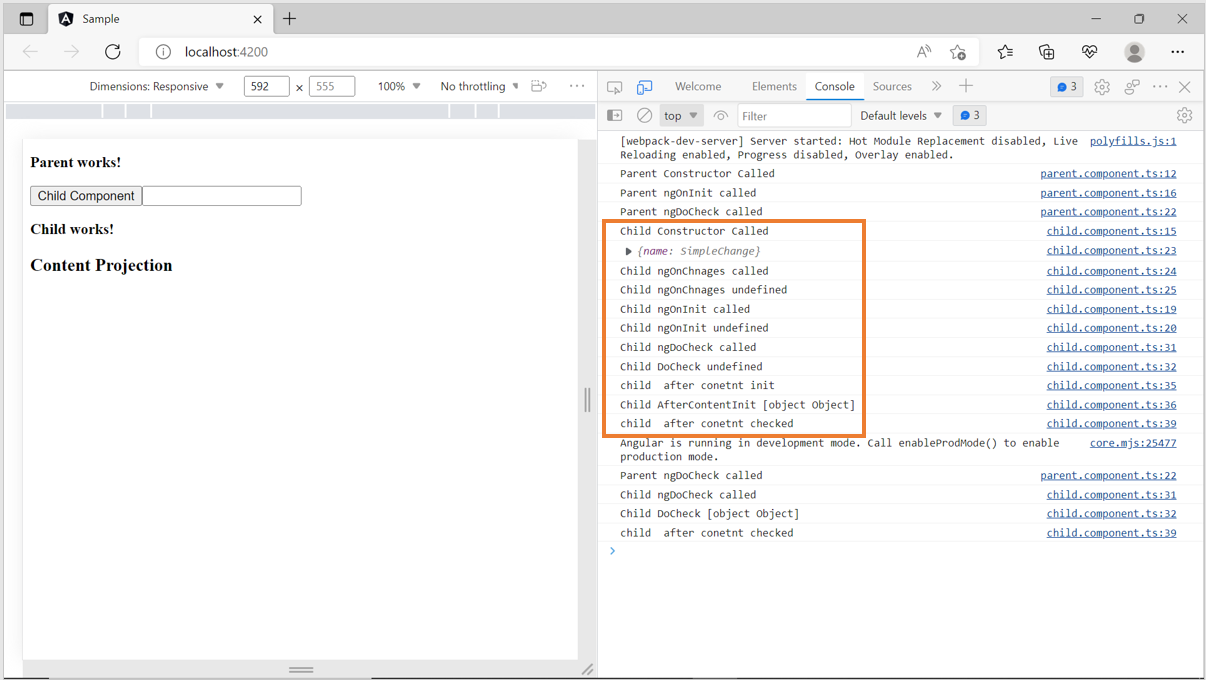 Sample
localhost:4200
Dimensions: Responsive 592 × 555 100% No throttling
Welcome Elements Console Sources 3
top Filter Default levels 3
Parent works!
Child Component
Child works!
Content Projection
[webpack-dev-server] Server started: Hot Module Replacement disabled, Live polyfills.js:1
Reloading enabled, Progress disabled, Overlay enabled.
Parent Constructor Called parent.component.ts:12
Parent ngOnInit called parent.component.ts:16
Parent ngDoCheck called parent.component.ts:22
Child Constructor Called child.component.ts:15
{name: SimpleChange} child.component.ts:23
Child ngOnChnages called child.component.ts:24
Child ngOnChnages undefined child.component.ts:25
Child ngOnInit called child.component.ts:19
Child ngOnInit undefined child.component.ts:20
Child ngDoCheck called child.component.ts:31
Child DoCheck undefined child.component.ts:32
child  after conetnt init child.component.ts:35
Child AfterContentInit [object Object] child.component.ts:36
child  after conetnt checked child.component.ts:39
Angular is running in development mode. Call enableProdMode() to enable core.mjs:25477
production mode.
Parent ngDoCheck called parent.component.ts:22
Child ngDoCheck called child.component.ts:31
Child DoCheck [object Object] child.component.ts:32
child  after conetnt checked child.component.ts:39